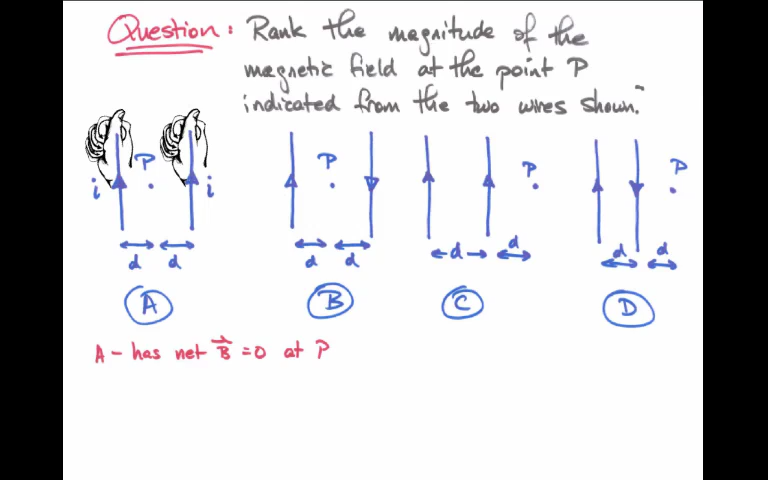 Question: Rank the magnitude of the
magnetic field at the point P
indicated from the two wires shown."
P P P P
i i
d d d d d d d d
A B C D
A - has net B = 0 at P